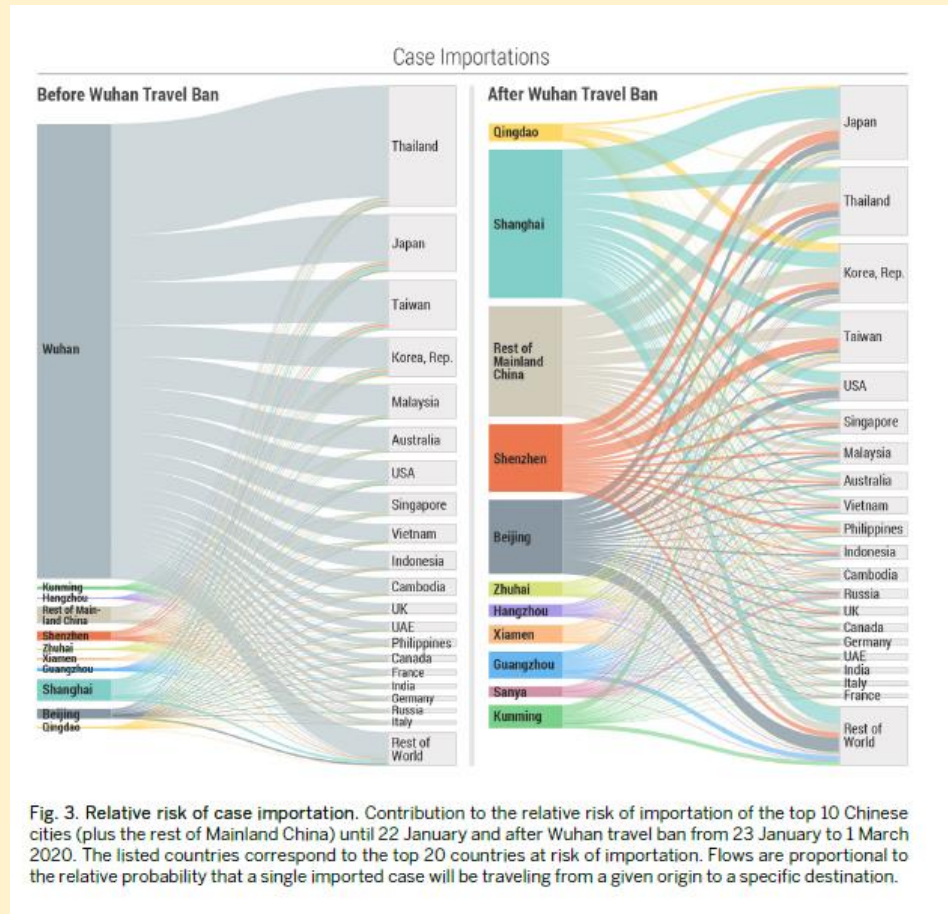 Case Importations
Before Wuhan Travel Ban
Wuhan
Kunming
Hangzhou
Rest of Main-
land China
Shenzhen
Zhuhai
Xiamen
Guangzhou
Shanghai
Beijing
Qingdao
Thailand
Japan
Taiwan
Korea, Rep.
Malaysia
Australia
USA
Singapore
Vietnam
Indonesia
Cambodia
UK
UAE
Philippines
Canada
France
India
Germany
Russia
Italy
Rest of
World
After Wuhan Travel Ban
Qingdao
Shanghai
Rest of
Mainland
China
Shenzhen
Beijing
Zhuhai
Hangzhou
Xiamen
Guangzhou
Sanya
Kunming
Japan
Thailand
Korea, Rep.
Taiwan
USA
Singapore
Malaysia
Australia
Vietnam
Philippines
Indonesia
Cambodia
Russia
UK
Canada
Germany
UAE
India
Italy
France
Rest of
World
Fig. 3. Relative risk of case importation. Contribution to the relative risk of importation of the top 10 Chinese
cities (plus the rest of Mainland China) until 22 January and after Wuhan travel ban from 23 January to 1 March
2020. The listed countries correspond to the top 20 countries at risk of importation. Flows are proportional to
the relative probability that a single imported case will be traveling from a given origin to a specific destination.